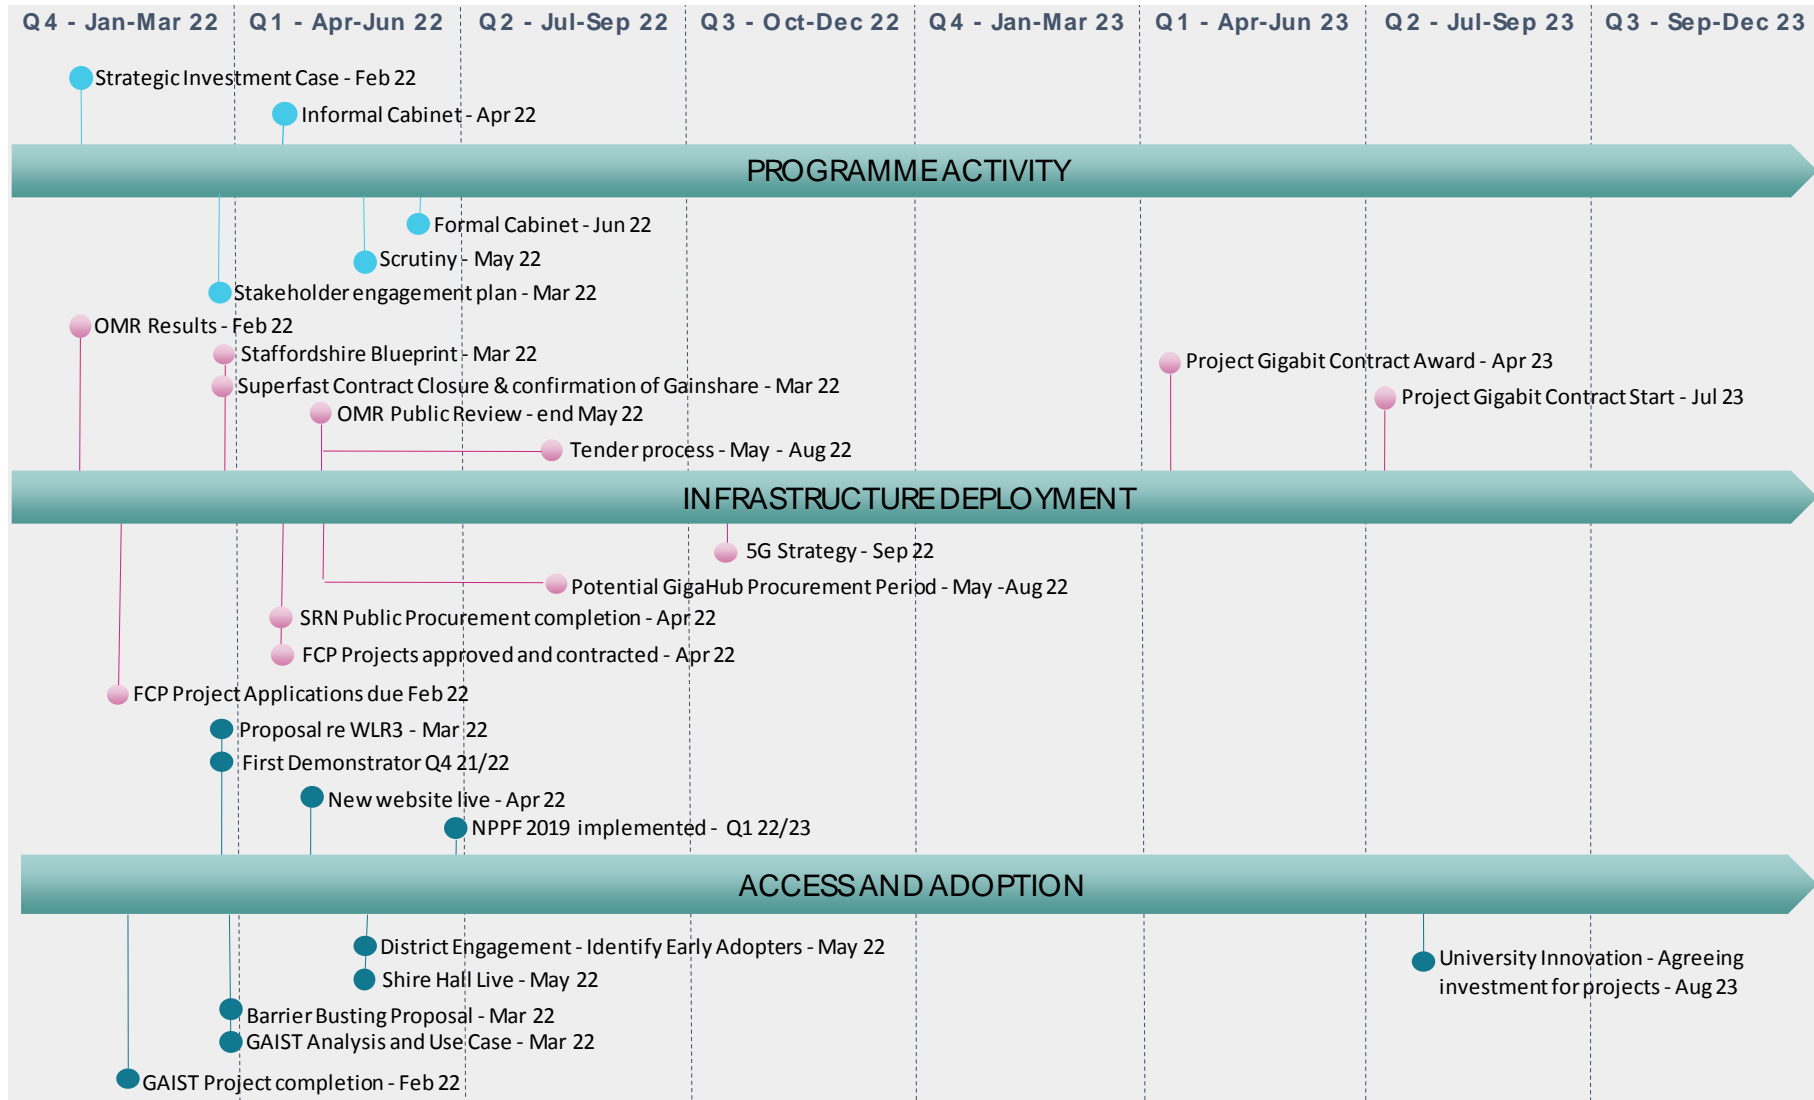 Q4 - Jan-Mar 22
Q1 - Apr-Jun 22
Q2 - Jul-Sep 22
Q3 - Oct-Dec 22
Q4 - Jan-Mar 23
Q1 - Apr-Jun 23
Q2 - Jul-Sep 23
Q3 - Sep-Dec 23
Strategic Investment Case - Feb 22
Informal Cabinet - Apr 22
PROGRAMME ACTIVITY
Formal Cabinet - Jun 22
Scrutiny - May 22
Stakeholder engagement plan - Mar 22
OMR Results - Feb 22
Staffordshire Blueprint - Mar 22
Superfast Contract Closure & confirmation of Gainshare - Mar 22
OMR Public Review - end May 22
Tender process - May - Aug 22
Project Gigabit Contract Award - Apr 23
Project Gigabit Contract Start - Jul 23
INFRASTRUCTURE DEPLOYMENT
5G Strategy - Sep 22
Potential GigaHub Procurement Period - May -Aug 22
SRN Public Procurement completion - Apr 22
FCP Projects approved and contracted - Apr 22
FCP Project Applications due Feb 22
Proposal re WLR3 - Mar 22
First Demonstrator Q4 21/22
New website live - Apr 22
NPPF 2019 implemented - Q1 22/23
ACCESS AND ADOPTION
District Engagement - Identify Early Adopters - May 22
Shire Hall Live - May 22
Barrier Busting Proposal - Mar 22
GAIST Analysis and Use Case - Mar 22
GAIST Project completion - Feb 22
University Innovation - Agreeing
investment for projects - Aug 23